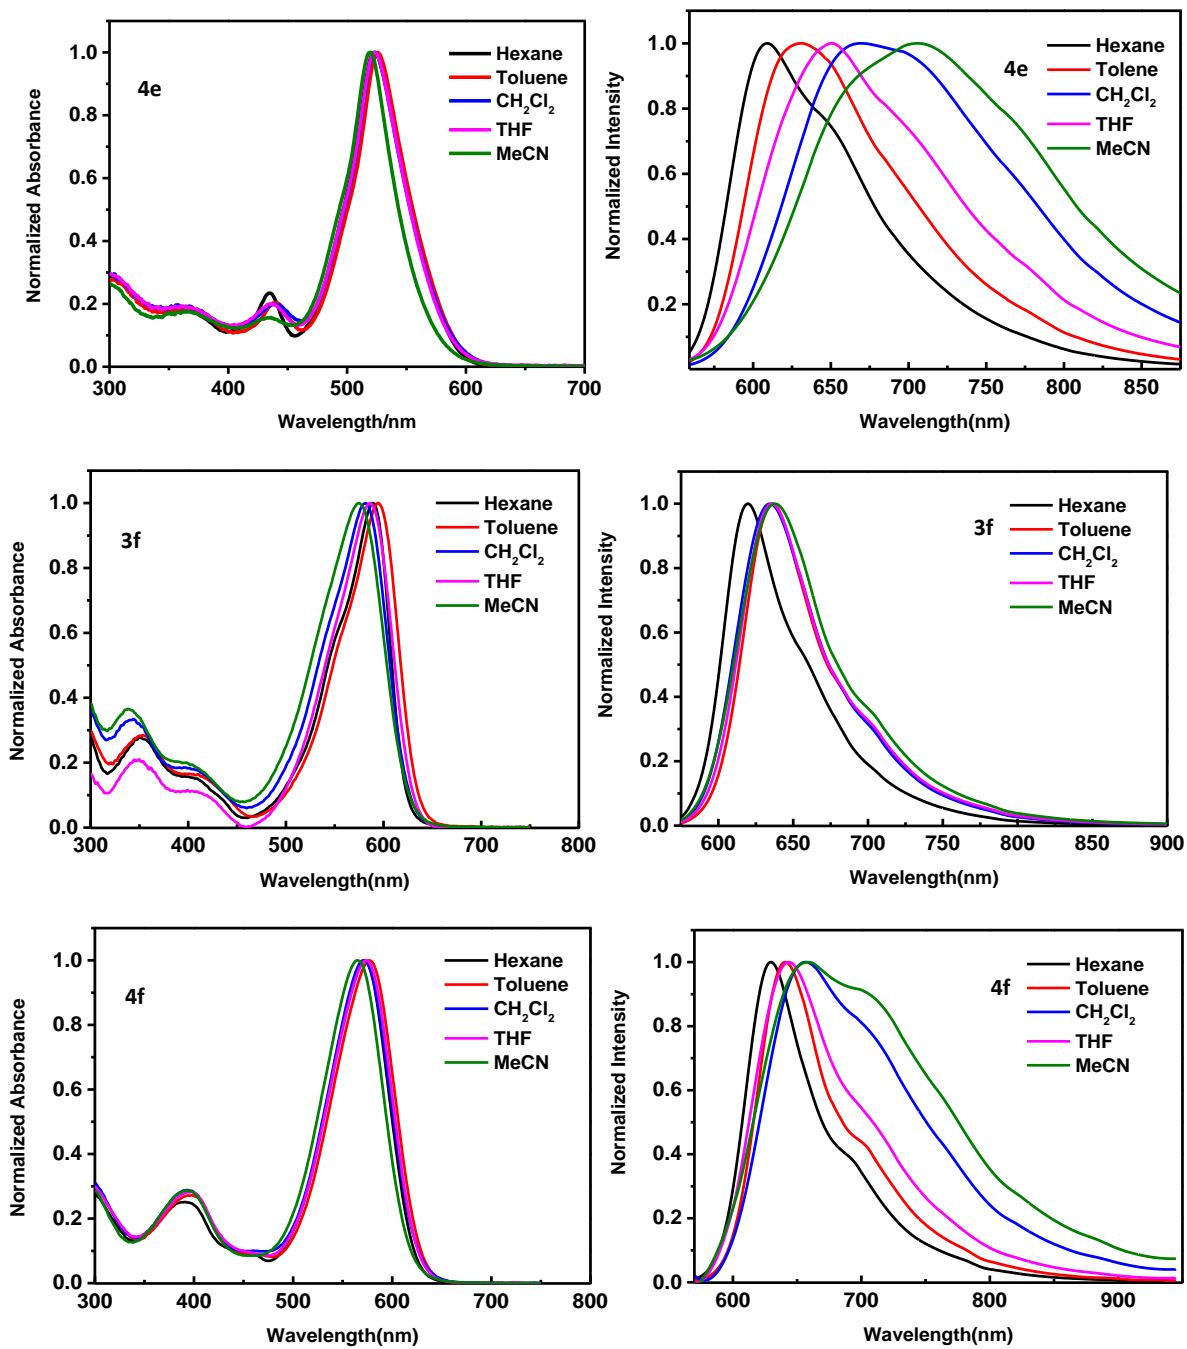 4e
Hexane
Toluene
CH2Cl2
THF
MeCN
Normalized Absorbance
1.0
0.8
0.6
0.4
0.2
0.0
300 400 500 600 700
Wavelength/nm
4e
Hexane
Tolene
CH2Cl2
THF
MeCN
Normalized Intensity
1.0
0.8
0.6
0.4
0.2
600 650 700 750 800 850
Wavelength(nm)
3f
Hexane
Toluene
CH2Cl2
THF
MeCN
Normalized Absorbance
1.0
0.8
0.6
0.4
0.2
0.0
300 400 500 600 700 800
Wavelength(nm)
3f
Hexane
Toluene
CH2Cl2
THF
MeCN
Normalized Intensity
1.0
0.8
0.6
0.4
0.2
0.0
600 650 700 750 800 850 900
Wavelength(nm)
4f
Hexane
Toluene
CH2Cl2
THF
MeCN
Normalized Absorbance
1.0
0.8
0.6
0.4
0.2
0.0
300 400 500 600 700 800
Wavelength(nm)
4f
Hexane
Toluene
CH2Cl2
THF
MeCN
Normalized Intensity
1.0
0.8
0.6
0.4
0.2
0.0
600 700 800 900
Wavelength(nm)